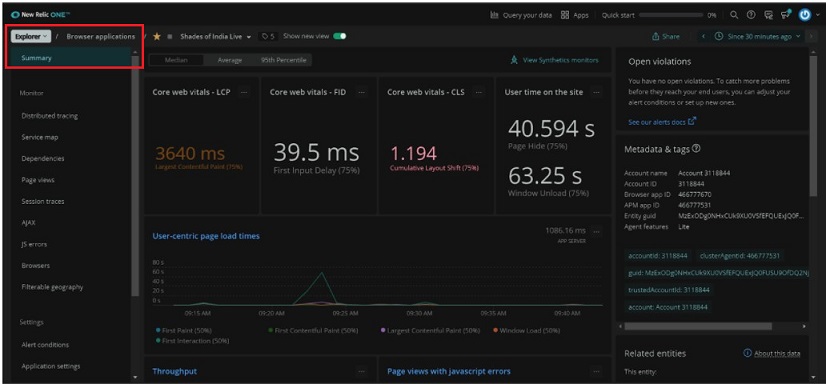 New Relic ONE™
Query your data
Apps
Quick start
0%
Explorer / Browser applications / Shades of India Live
5
Show new view
Share
Since 30 minutes ago
Summary
Monitor
Distributed tracing
Service map
Dependencies
Page views
Session traces
AJAX
JS errors
Browsers
Filterable geography
Settings
Alert conditions
Application settings
Median
Average
95th Percentile
View Synthetics monitors
Core web vitals - LCP
3640 ms
Largest Contentful Paint (75%)
Core web vitals - FID
39.5 ms
First Input Delay (75%)
Core web vitals - CLS
1.194
Cumulative Layout Shift (75%)
User time on the site
40.594 s
Page Hide (75%)
63.25 s
Window Unload (75%)
User-centric page load times
1086.16 ms
APP SERVER
80 s
60 s
40 s
20 s
0 s
09:15 AM
09:20 AM
09:25 AM
09:30 AM
09:35 AM
09:40 AM
First Paint (50%)
First Contentful Paint (50%)
Largest Contentful Paint (50%)
Window Load (50%)
First Interaction (50%)
Throughput
Page views with javascript errors
Open violations
You have no open violations. To catch more problems
before they reach your end users, you can adjust your
alert conditions or set up new ones.
See our alerts docs
Metadata & tags
Account name Account 3118844
Account ID 3118844
Browser app ID 466777670
APM app ID 466777531
Entity guid
Agent features Lite
accountId: 3118844
clusterAgentId: 466777531
trustedAccountId: 3118844
account: Account 3118844
Related entities
About this data
This entity: